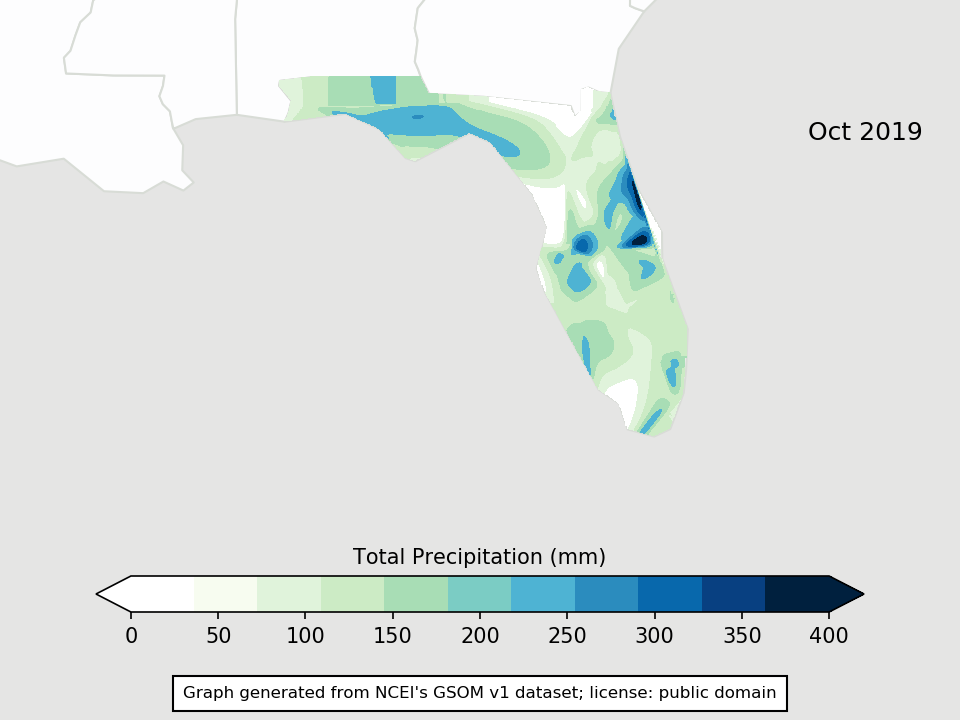 Oct 2019
Total Precipitation (mm)
0 50 100 150 200 250 300 350 400
Graph generated from NCEI's GSOM v1 dataset; license: public domain